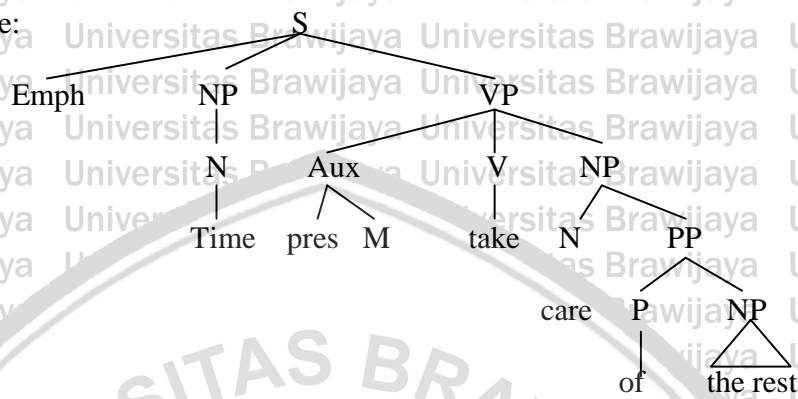 e:
S
Emph NP VP
N Aux V NP
Time pres M take N PP
care P NP
of the rest